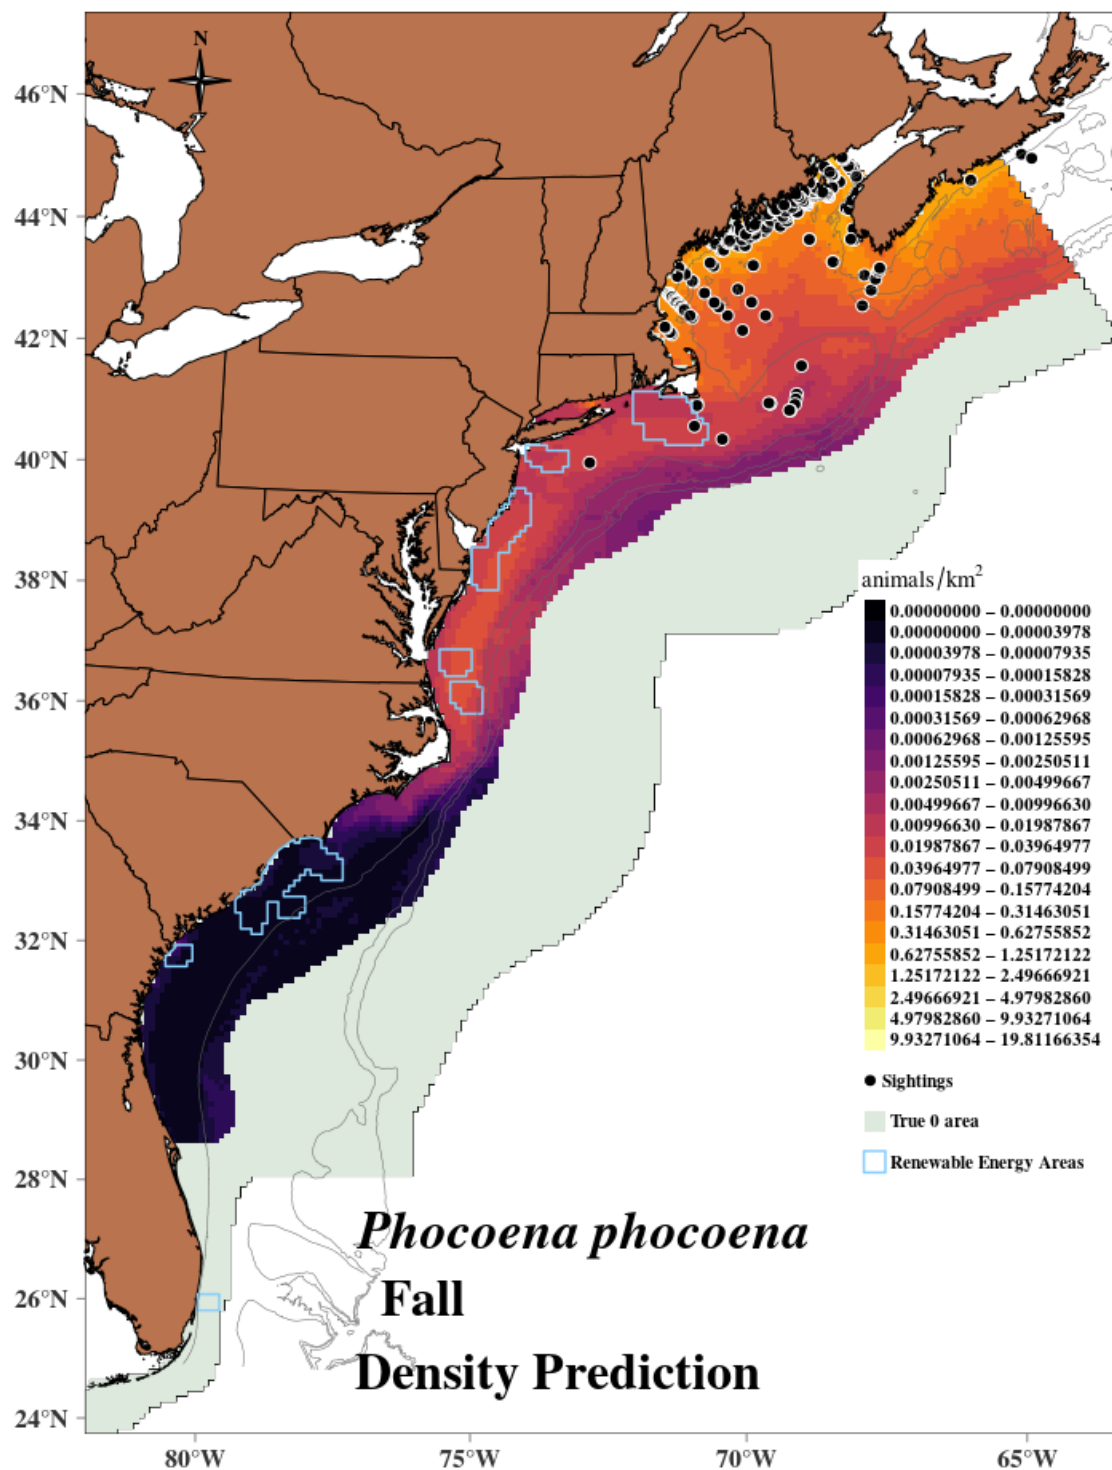 N
46°N
44°N
42°N
40°N
38°N
36°N
34°N
32°N
30°N
28°N
26°N
24°N
80°W
75°W
70°W
65°W
animals/km²
0.00000000 – 0.00000000
0.00000000 – 0.00003978
0.00003978 – 0.00007935
0.00007935 – 0.00015828
0.00015828 – 0.00031569
0.00031569 – 0.00062968
0.00062968 – 0.00125595
0.00125595 – 0.00250511
0.00250511 – 0.00499667
0.00499667 – 0.00996630
0.00996630 – 0.01987867
0.01987867 – 0.03964977
0.03964977 – 0.07908499
0.07908499 – 0.15774204
0.15774204 – 0.31463051
0.31463051 – 0.62755852
0.62755852 – 1.25172122
1.25172122 – 2.49666921
2.49666921 – 4.97982860
4.97982860 – 9.93271064
9.93271064 – 19.81166354
Sightings
True 0 area
Renewable Energy Areas
Phocoena phocoena
Fall
Density Prediction